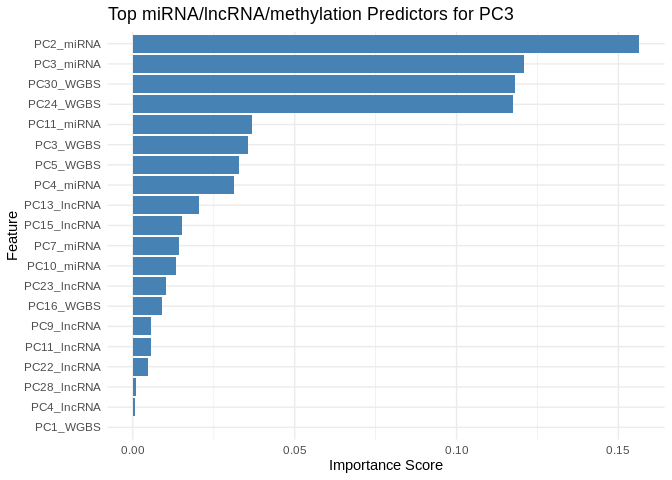 Top miRNA/lncRNA/methylation Predictors for PC3
Feature
PC2_miRNA
PC3_miRNA
PC30_WGBS
PC24_WGBS
PC11_miRNA
PC3_WGBS
PC5_WGBS
PC4_miRNA
PC13_lncRNA
PC15_lncRNA
PC7_miRNA
PC10_miRNA
PC23_lncRNA
PC16_WGBS
PC9_lncRNA
PC11_lncRNA
PC22_lncRNA
PC28_lncRNA
PC4_lncRNA
PC1_WGBS
0.00 0.05 0.10 0.15
Importance Score